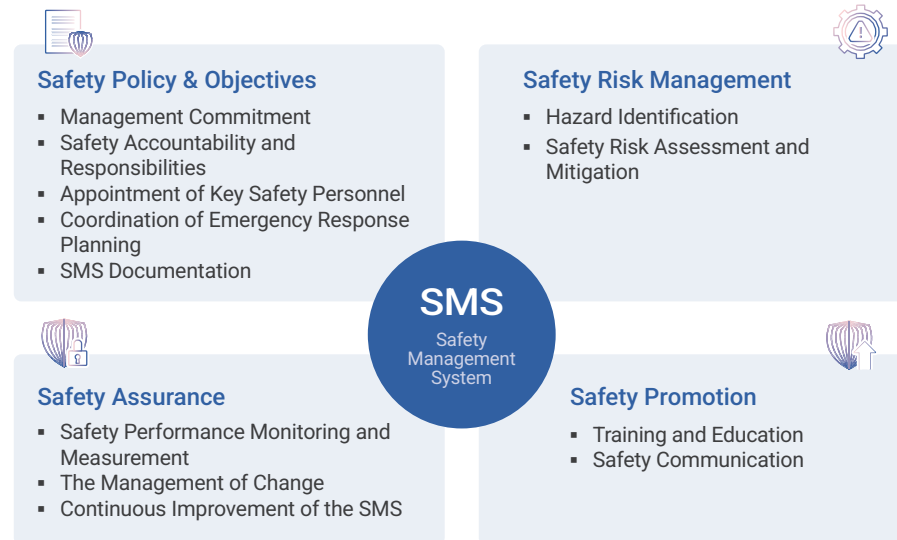 Safety Policy & Objectives
▪ Management Commitment
▪ Safety Accountability and
Responsibilities
▪ Appointment of Key Safety Personnel
▪ Coordination of Emergency Response
Planning
▪ SMS Documentation
Safety Risk Management
▪ Hazard Identification
▪ Safety Risk Assessment and
Mitigation
SMS
Safety
Management
System
Safety Assurance
▪ Safety Performance Monitoring and
Measurement
▪ The Management of Change
▪ Continuous Improvement of the SMS
Safety Promotion
▪ Training and Education
▪ Safety Communication